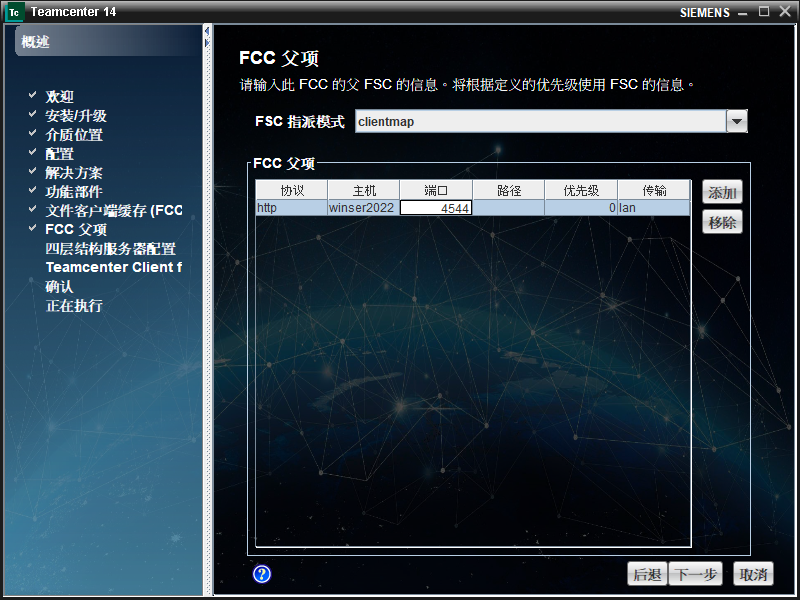 Tc Teamcenter 14
SIEMENS
概述
欢迎
安装/升级
介质位置
配置
解决方案
功能部件
文件客户端缓存 (FCC
FCC 父项
四层结构服务器配置
Teamcenter Client f
确认
正在执行
FCC 父项
请输入此 FCC 的父 FSC 的信息。将根据定义的优先级使用 FSC 的信息。
FSC 指派模式 clientmap
FCC 父项
协议 主机 端口 路径 优先级 传输
http winser2022 4544 0 lan
添加
移除
? 后退 下一步 取消